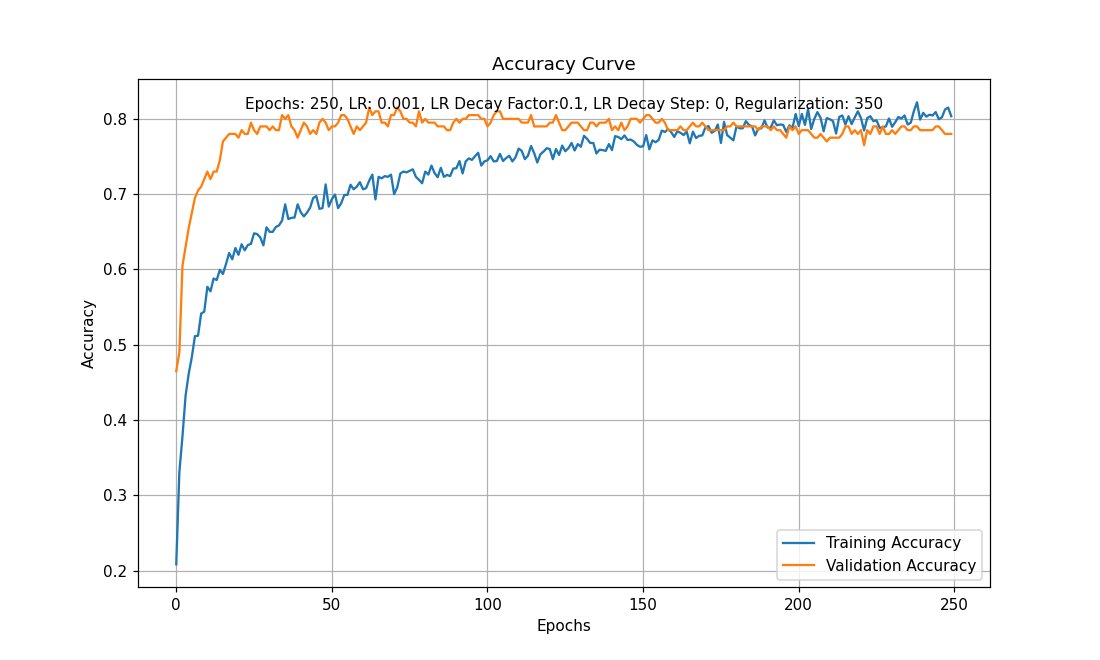 Accuracy Curve
Epochs: 250, LR: 0.001, LR Decay Factor:0.1, LR Decay Step: 0, Regularization: 350
0.8
0.7
0.6
0.5
0.4
0.3
0.2
Accuracy
Training Accuracy
Validation Accuracy
0 50 100 150 200 250
Epochs